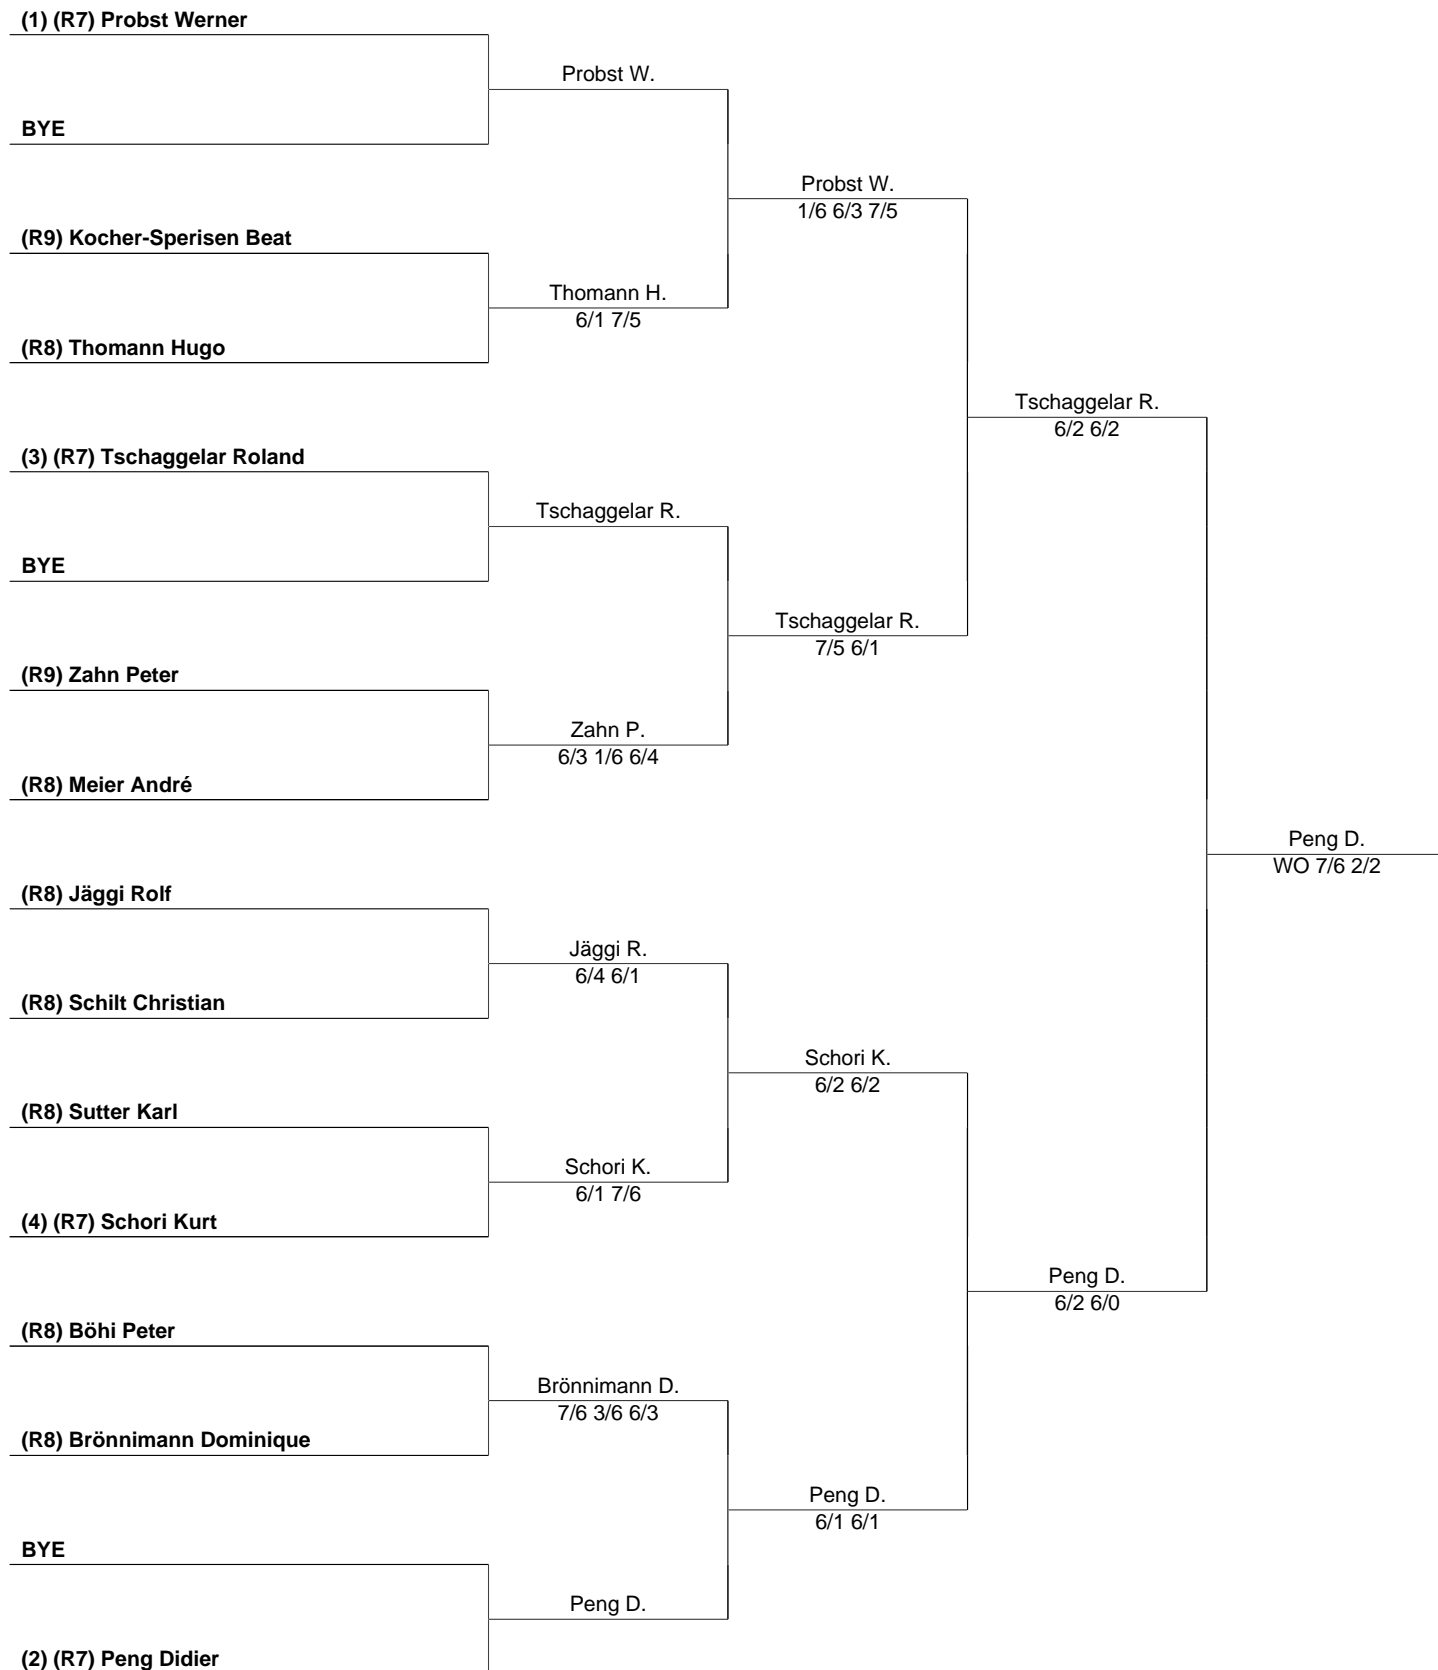 (1) (R7) Probst Werner
Probst W.
BYE
Probst W.
1/6 6/3 7/5
(R9) Kocher-Sperisen Beat
Thomann H.
6/1 7/5
(R8) Thomann Hugo
Tschaggelar R.
6/2 6/2
(3) (R7) Tschaggelar Roland
Tschaggelar R.
BYE
Tschaggelar R.
7/5 6/1
(R9) Zahn Peter
Zahn P.
6/3 1/6 6/4
(R8) Meier André
Peng D.
WO 7/6 2/2
(R8) Jäggi Rolf
Jäggi R.
6/4 6/1
(R8) Schilt Christian
Schori K.
6/2 6/2
(R8) Sutter Karl
Schori K.
6/1 7/6
(4) (R7) Schori Kurt
Peng D.
6/2 6/0
(R8) Böhi Peter
Brönnimann D.
7/6 3/6 6/3
(R8) Brönnimann Dominique
Peng D.
6/1 6/1
BYE
Peng D.
(2) (R7) Peng Didier